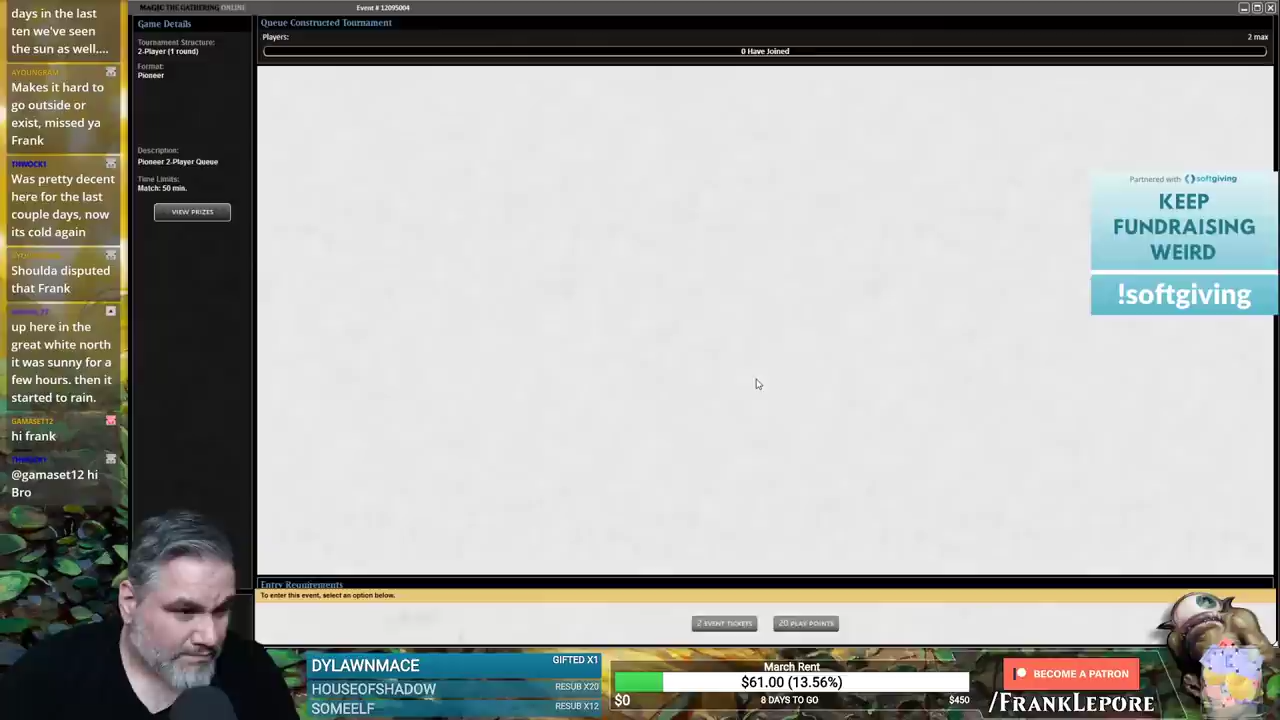 days in the last
ten we've seen
the sun as well....
AYOUNGRAM
Makes it hard to
go outside or
exist, missed ya
Frank
Was pretty decent
here for the last
couple days, now
its cold again
Shoulda disputed
that Frank
up here in the
great white north
it was sunny for a
few hours. then it
started to rain.
GAMASET12
hi frank
@gamaset12 hi
Bro
MAGIC THE GATHERING ONLINE
Event # 12095004
Game Details
Tournament Structure:
2-Player (1 round)
Format:
Pioneer
Description:
Pioneer 2-Player Queue
Time Limits:
Match: 50 min.
VIEW PRIZES
Queue Constructed Tournament
Players:
2 max
0 Have Joined
Partned with softgiving
KEEP
FUNDRAISING
WEIRD
!softgiving
Entry Requirements
To enter this event, select an option below.
2 EVENT TICKETS
20 PLAY POINTS
DYLAWNMACE
GIFTED X1
HOUSEOFSHADOW
RESUB X20
SOMEELF
RESUB X12
March Rent
$61.00 (13.56%)
$0
8 DAYS TO GO
$450
BECOME A PATRON
/FRANKLEPORE